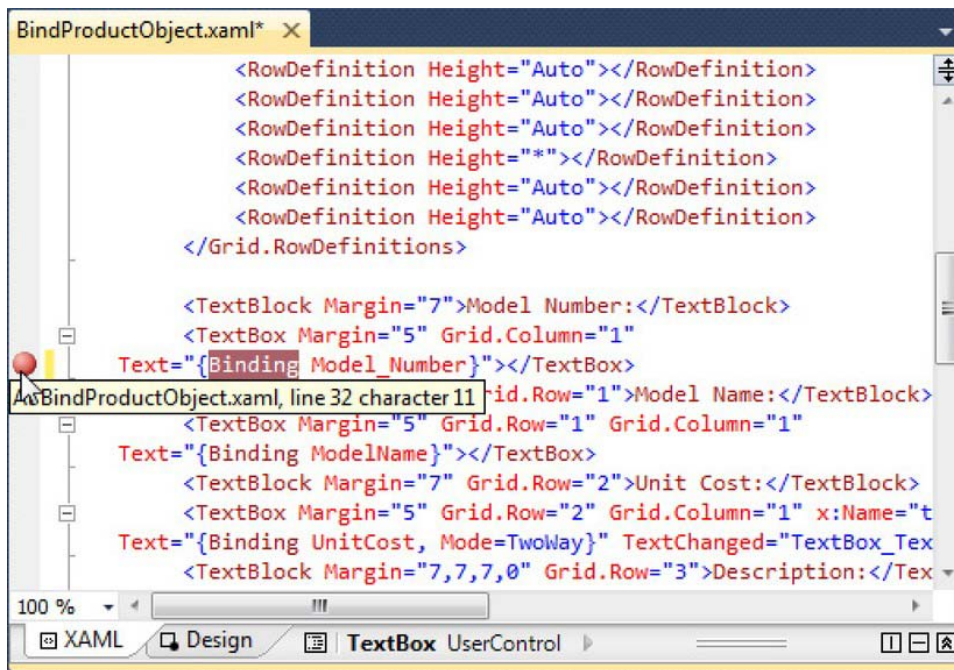 BindProductObject.xaml*
<RowDefinition Height="Auto"></RowDefinition>
<RowDefinition Height="Auto"></RowDefinition>
<RowDefinition Height="Auto"></RowDefinition>
<RowDefinition Height="*"></RowDefinition>
<RowDefinition Height="Auto"></RowDefinition>
<RowDefinition Height="Auto"></RowDefinition>
</Grid.RowDefinitions>
<TextBlock Margin="7">Model Number:</TextBlock>
<TextBox Margin="5" Grid.Column="1"
Text="{Binding Model_Number}"></TextBox>
BindProductObject.xaml, line 32 character 11 rid.Row="1">Model Name:</TextBlock>
<TextBox Margin="5" Grid.Row="1" Grid.Column="1"
Text="{Binding ModelName}"></TextBox>
<TextBlock Margin="7" Grid.Row="2">Unit Cost:</TextBlock>
<TextBox Margin="5" Grid.Row="2" Grid.Column="1" x:Name="t
Text="{Binding UnitCost, Mode=TwoWay}" TextChanged="TextBox_Tex
<TextBlock Margin="7,7,7,0" Grid.Row="3">Description:</Tex
100 %
XAML Design TextBox UserControl